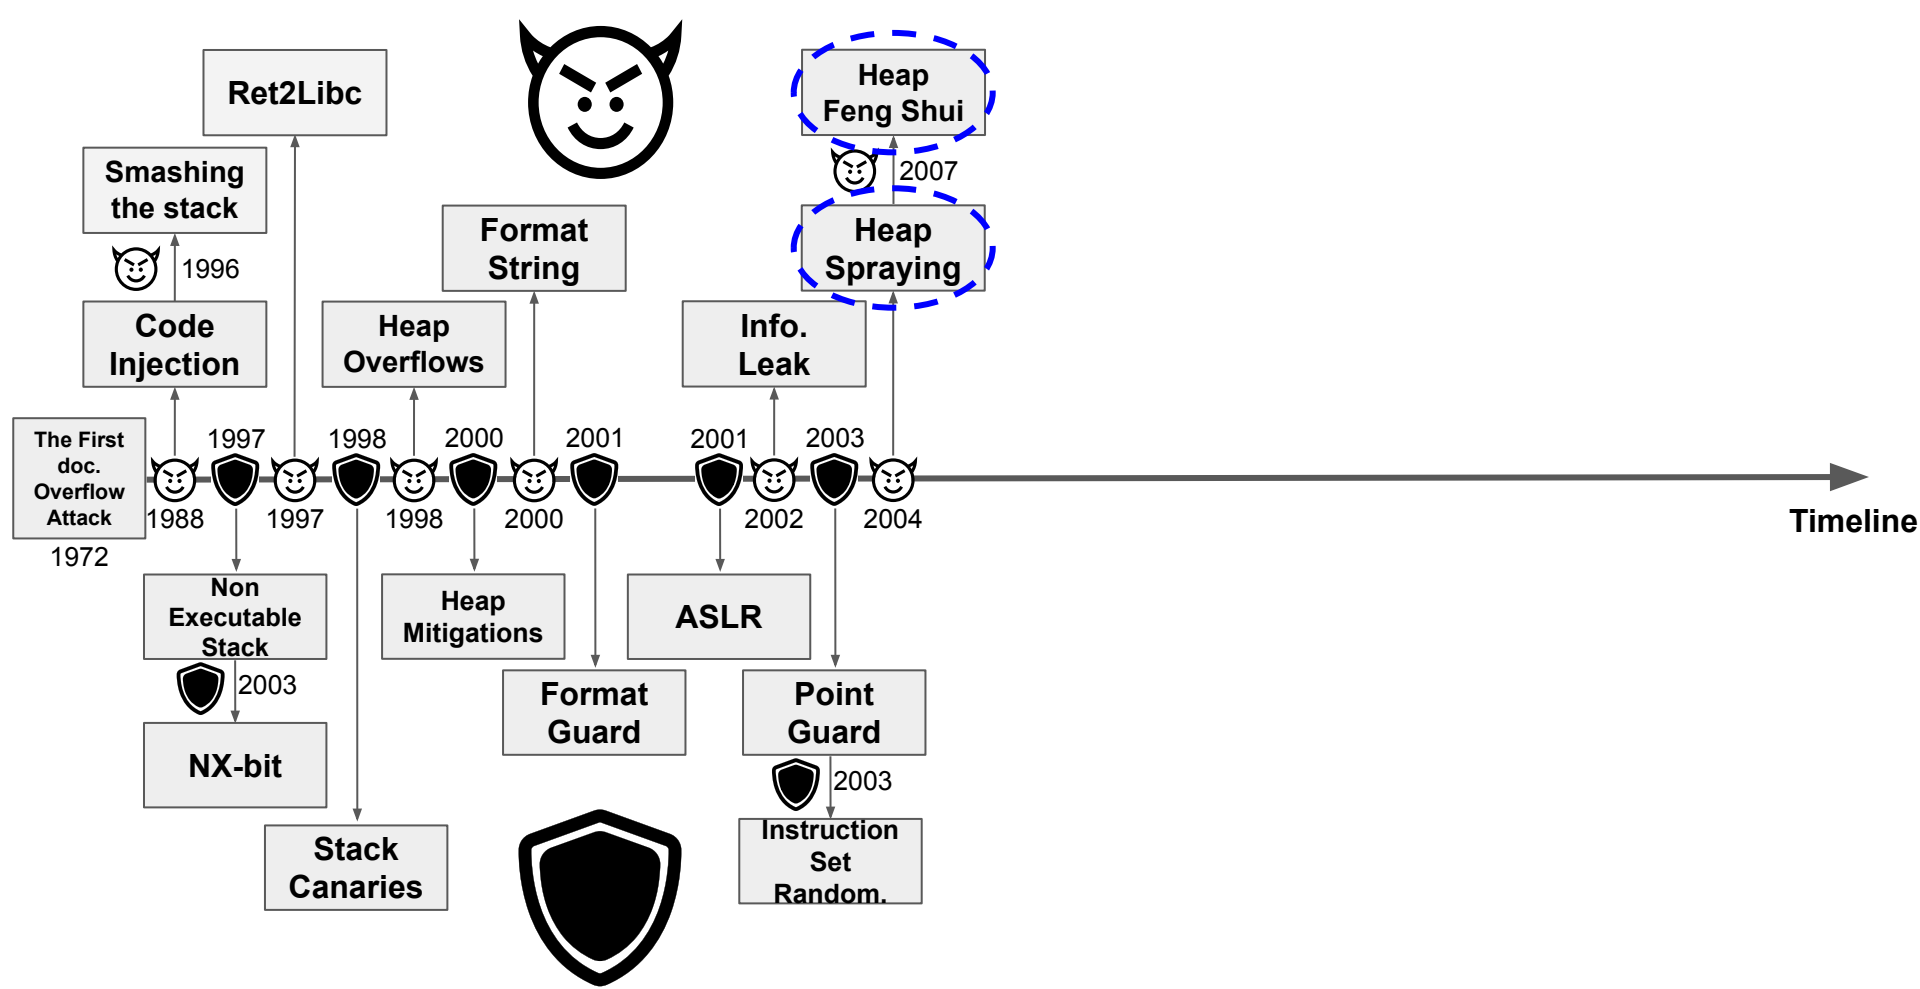 Ret2Libc
Heap
Feng Shui
2007
Smashing
the stack
1996
Format
String
Heap
Spraying
Code
Injection
Heap
Overflows
Info.
Leak
The First
doc.
Overflow
Attack
1972
1997
1998
2000
2001
2001
2003
1988
1997
1998
2000
2002
2004
Timeline
Non
Executable
Stack
2003
NX-bit
Heap
Mitigations
ASLR
Format
Guard
Point
Guard
2003
Stack
Canaries
Instruction
Set
Random.